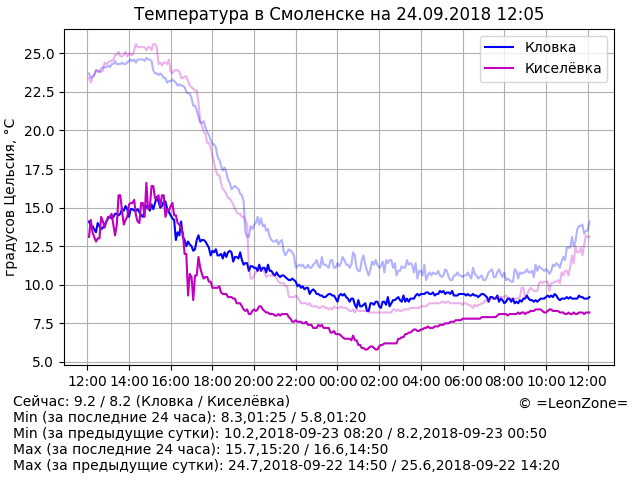 Температура в Смоленске на 24.09.2018 12:05
Кловка
Киселёвка
градусов Цельсия, °C
25.0
22.5
20.0
17.5
15.0
12.5
10.0
7.5
5.0
12:00 14:00 16:00 18:00 20:00 22:00 00:00 02:00 04:00 06:00 08:00 10:00 12:00
Сейчас: 9.2 / 8.2 (Кловка / Киселёвка)
© =LeonZone=
Min (за последние 24 часа): 8.3,01:25 / 5.8,01:20
Min (за предыдущие сутки): 10.2,2018-09-23 08:20 / 8.2,2018-09-23 00:50
Max (за последние 24 часа): 15.7,15:20 / 16.6,14:50
Max (за предыдущие сутки): 24.7,2018-09-22 14:50 / 25.6,2018-09-22 14:20